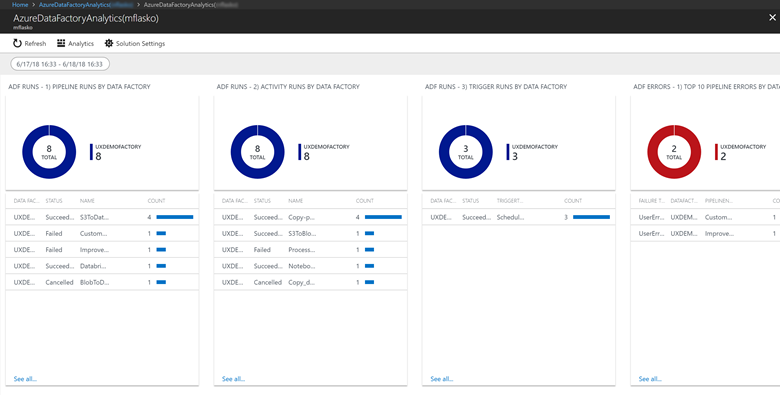 Home > AzureDataFactoryAnalytics( > AzureDataFactoryAnalytics(
AzureDataFactoryAnalytics(mflasko)
mflasko
Refresh Analytics Solution Settings
6/17/18 16:33 - 6/18/18 16:33
ADF RUNS - 1) PIPELINE RUNS BY DATA FACTORY
8
TOTAL
UXDEMOFACTORY
8
DATA FAC... STATUS NAME COUNT
UXDE... Succeed... S3ToDat... 4
UXDE... Failed Custom... 1
UXDE... Failed Improve... 1
UXDE... Succeed... Databri... 1
UXDE... Cancelled BlobToD... 1
See all...
ADF RUNS - 2) ACTIVITY RUNS BY DATA FACTORY
8
TOTAL
UXDEMOFACTORY
8
DATA FAC... STATUS NAME COUNT
UXDE... Succeed... Copy-p... 4
UXDE... Succeed... S3ToBlo... 1
UXDE... Failed Process... 1
UXDE... Succeed... Notebo... 1
UXDE... Cancelled Copy_d... 1
See all...
ADF RUNS - 3) TRIGGER RUNS BY DATA FACTORY
3
TOTAL
UXDEMOFACTORY
3
DATA FAC... STATUS TRIGGERT... COUNT
UXDE... Succeed... Schedul... 3
See all...
ADF ERRORS - 1) TOP 10 PIPELINE ERRORS BY DATA
2
TOTAL
UXDEMOFACTORY
2
FAILURE T... DATAFACT... PIPELINEN... COUNT
UserErr... UXDEM... Custom... 1
UserErr... UXDEM... Improve... 1
See all...